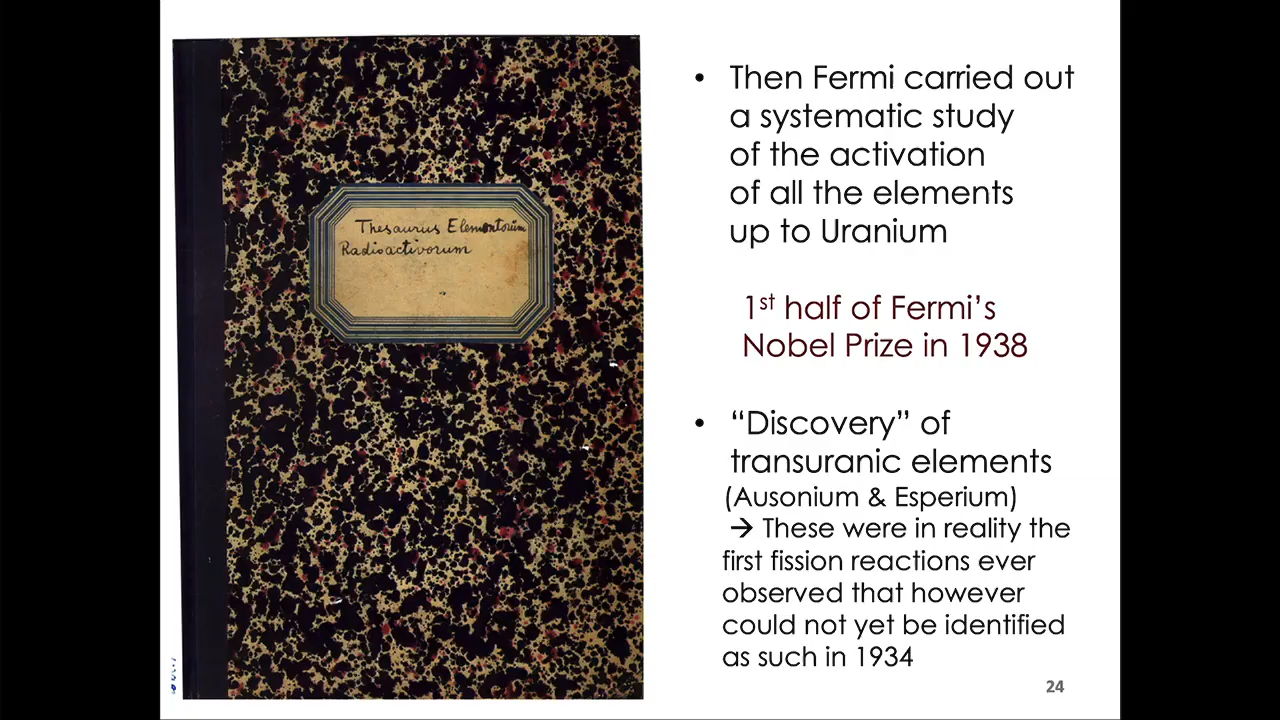 Thesaurus Elementorum
Radioactivorum
• Then Fermi carried out
a systematic study
of the activation
of all the elements
up to Uranium
1st half of Fermi’s
Nobel Prize in 1938
• “Discovery” of
transuranic elements
(Ausonium & Esperium)
→ These were in reality the
first fission reactions ever
observed that however
could not yet be identified
as such in 1934
24